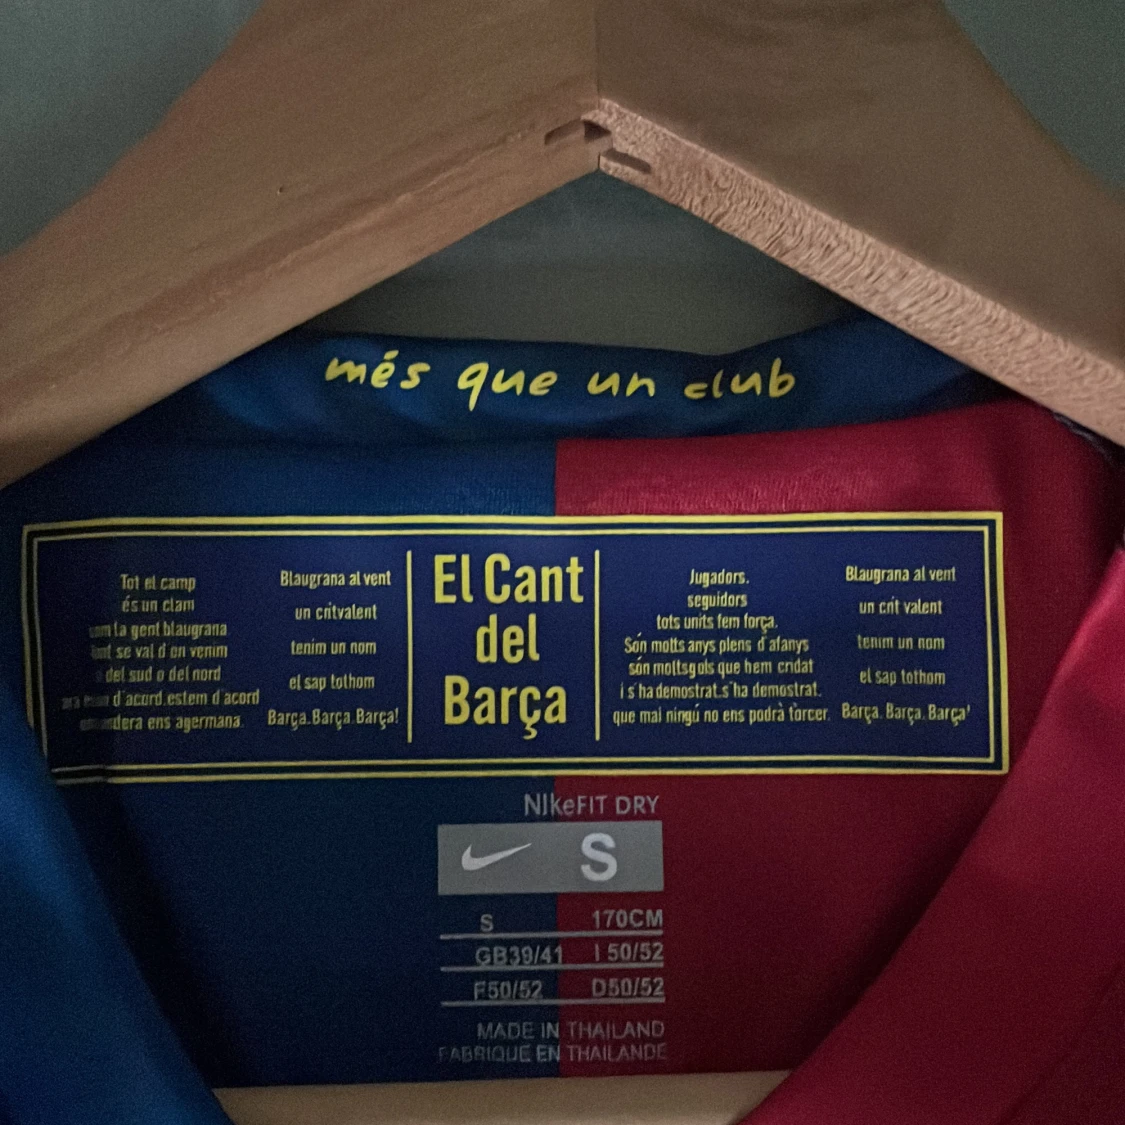 més que un club
Tot el camp
és un clam
la gent blaugrana
se val d on venim
del sud o del nord
d'acord.estem d'acord
ens agermana.
Blaugrana al vent
un critvalent
tenim un nom
el sap tothom
Barça.Barça.Barça!
El Cant
del
Barça
Jugadors.
seguidors
tots units fem força.
Són molts anys plens d'afanys
són moltsgols que hem cridat
i s'ha demostrat.s'ha demostrat.
que mai ningú no ens podrà tòrcer.
Blaugrana al vent
un crit valent
tenim un nom
el sap tothom
Barça.Barça.Barça'
NIkeFIT DRY
S
S 170CM
GB39/41 I 50/52
F50/52 D50/52
MADE IN THAILAND
FABRIQUE EN THAILANDE